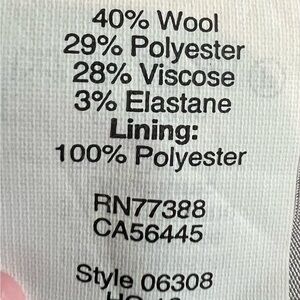 40% Wool
29% Polyester
28% Viscose
3% Elastane
Lining:
100% Polyester
RN77388
CA56445
Style 06308